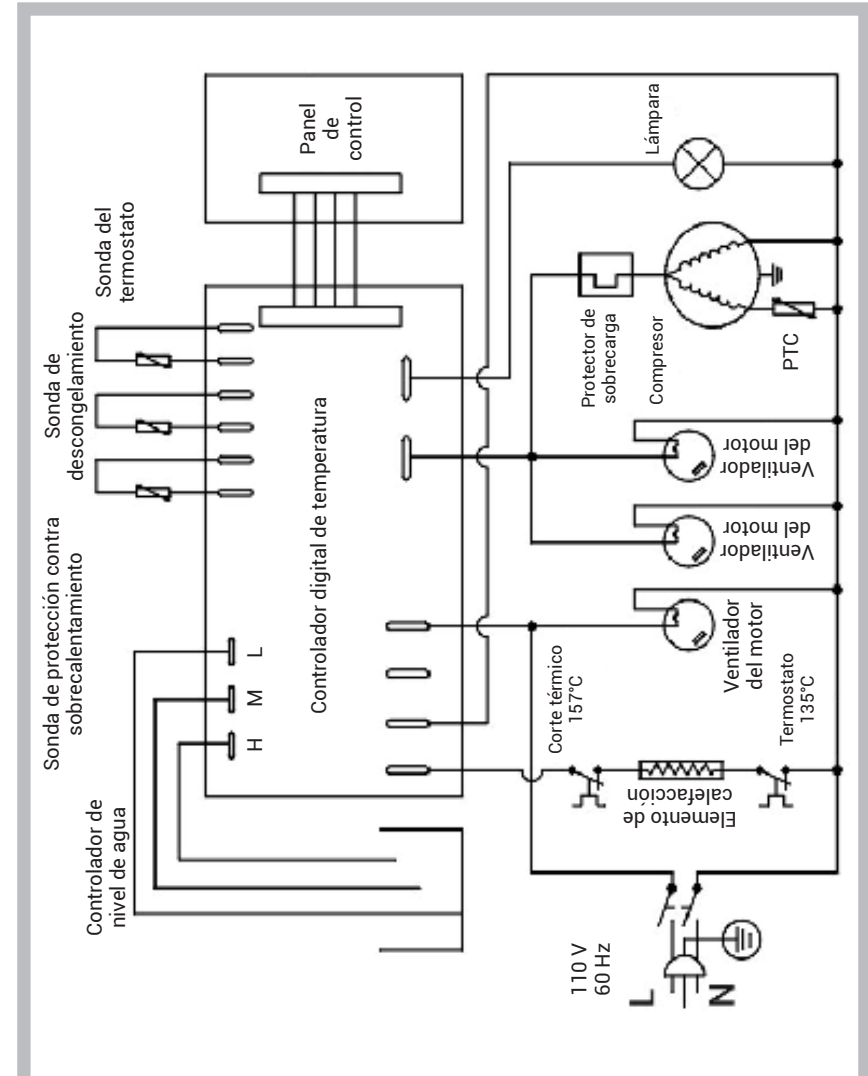 Controlador de
nivel de agua
Sonda de protección contra
sobrecalentamiento
Sonda de
descongelamiento
Sonda del
termostato
H
M
L
Controlador digital de temperatura
Panel
de
control
110 V
60 Hz
L
N
Corte térmico
157°C
Elemento de
calefacción
Termostato
135°C
Ventilador
del motor
Ventilador
del motor
Ventilador
del motor
Protector de
sobrecarga
Compresor
PTC
Lámpara